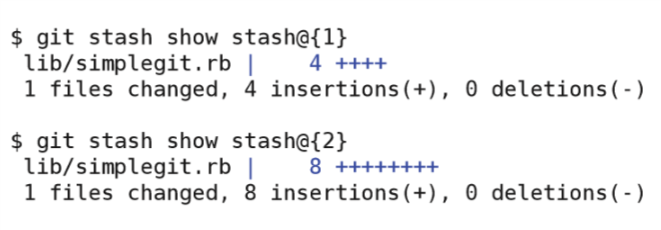 $ git stash show stash@{1}
 lib/simplegit.rb |    4 ++++
 1 files changed, 4 insertions(+), 0 deletions(-)

$ git stash show stash@{2}
 lib/simplegit.rb |    8 ++++++++
 1 files changed, 8 insertions(+), 0 deletions(-)